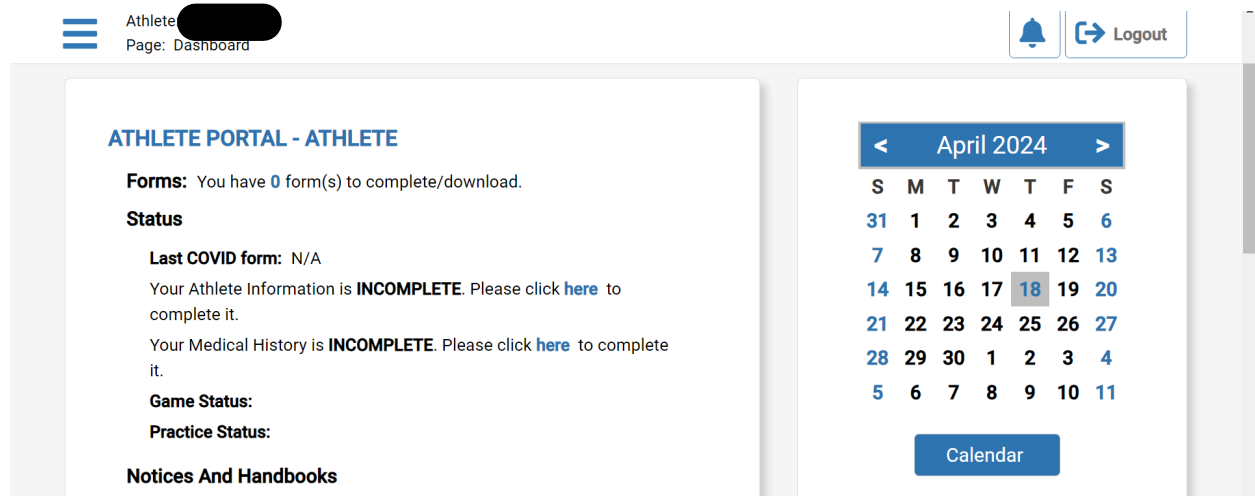 Athlete:
Page: Dashboard
Logout
ATHLETE PORTAL - ATHLETE
Forms: You have 0 form(s) to complete/download.
Status
Last COVID form: N/A
Your Athlete Information is INCOMPLETE. Please click here to
complete it.
Your Medical History is INCOMPLETE. Please click here to complete
it.
Game Status:
Practice Status:
Notices And Handbooks
< April 2024 >
S M T W T F S
31 1 2 3 4 5 6
7 8 9 10 11 12 13
14 15 16 17 18 19 20
21 22 23 24 25 26 27
28 29 30 1 2 3 4
5 6 7 8 9 10 11
Calendar